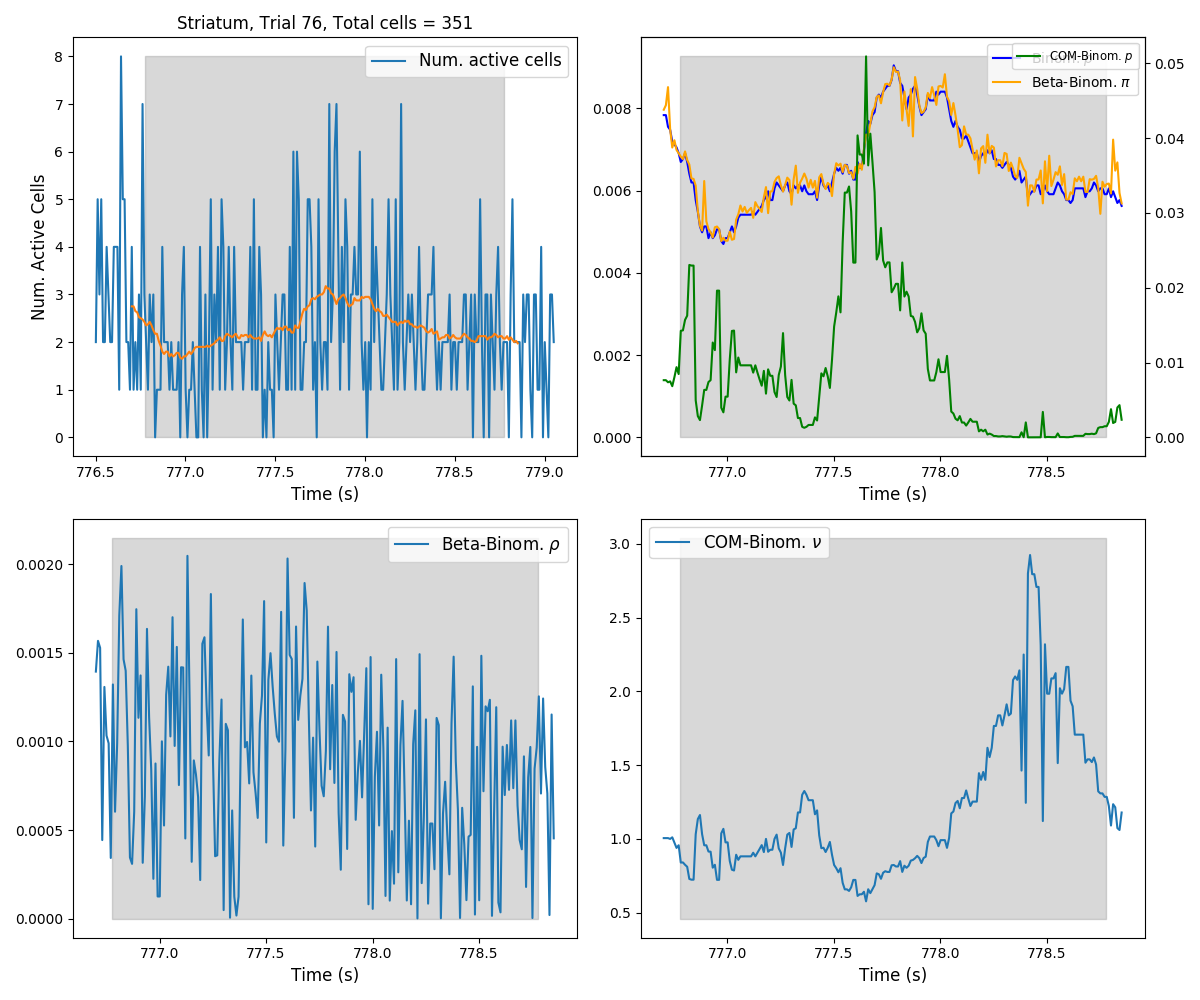 Striatum, Trial 76, Total cells = 351
Num. active cells
Num. Active Cells
8
7
6
5
4
3
2
1
0
776.5 777.0 777.5 778.0 778.5 779.0
Time (s)
COM-Binom. p
Beta-Binom. π
0.008
0.006
0.004
0.002
0.000
0.05
0.04
0.03
0.02
0.01
0.00
777.0 777.5 778.0 778.5
Time (s)
Beta-Binom. ρ
0.0020
0.0015
0.0010
0.0005
0.0000
777.0 777.5 778.0 778.5
Time (s)
COM-Binom. ν
3.0
2.5
2.0
1.5
1.0
0.5
777.0 777.5 778.0 778.5
Time (s)